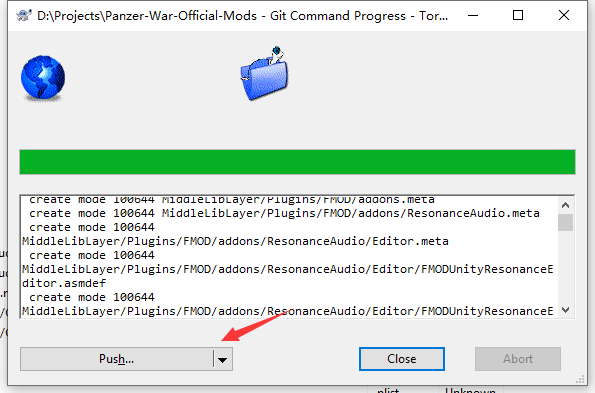 D:\Projects\Panzer-War-Official-Mods - Git Command Progress - Tor...
create mode 100644 MiddleLibLayer/Plugins/FMOD/addons.meta
create mode 100644 MiddleLibLayer/Plugins/FMOD/addons/ResonanceAudio.meta
create mode 100644
MiddleLibLayer/Plugins/FMOD/addons/ResonanceAudio/Editor.meta
create mode 100644
MiddleLibLayer/Plugins/FMOD/addons/ResonanceAudio/Editor/FMODUnityResonanceE
ditor.asmdef
create mode 100644
MiddleLibLayer/Plugins/FMOD/addons/ResonanceAudio/Editor/FMODUnityResonanceE
Push...
Close
Abort